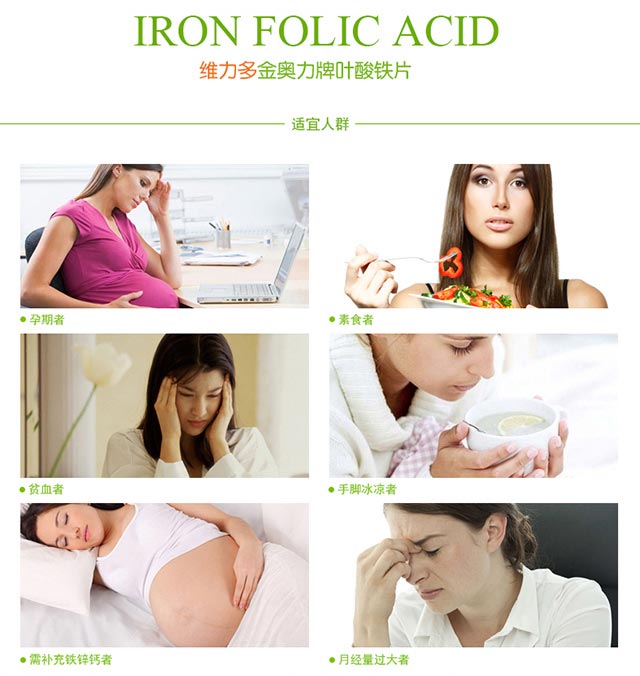 IRON FOLIC ACID
维力多金奥力牌叶酸铁片
适宜人群
孕期者
素食者
贫血者
手脚冰凉者
需补充铁锌钙者
月经量过大者